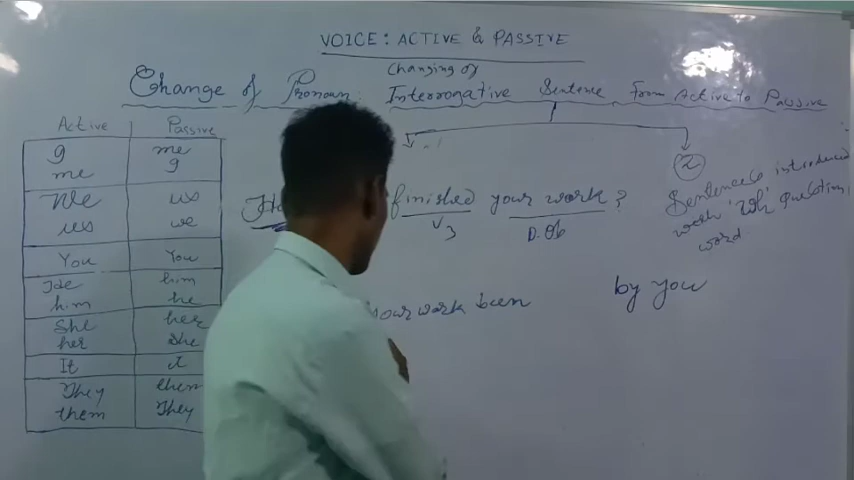 VOICE: ACTIVE & PASSIVE
Change of Pronoun
Changing of
Interrogative Sentence from Active to Passive
Active Passive
I me
me I
We us
us we
You You
He him
him he
She her
her she
It it
They them
them They
finished your work?
V3 D.Ob
your work been by you
2
Sentences introduced
with 'Wh' question
word